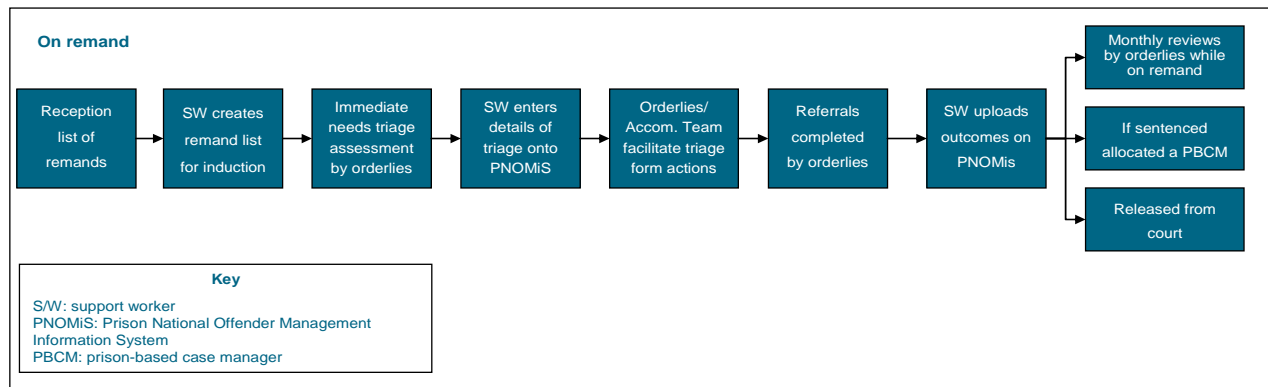 On remand
Reception
list of
remands
SW creates
remand list
for induction
Immediate
needs triage
assessment
by orderlies
SW enters
details of
triage onto
PNOMiS
Orderlies/
Accom. Team
facilitate triage
form actions
Referrals
completed
by orderlies
SW uploads
outcomes on
PNOMis
Monthly reviews
by orderlies while
on remand
If sentenced
allocated a PBCM
Released from
court
Key
S/W: support worker
PNOMiS: Prison National Offender Management
Information System
PBCM: prison-based case manager